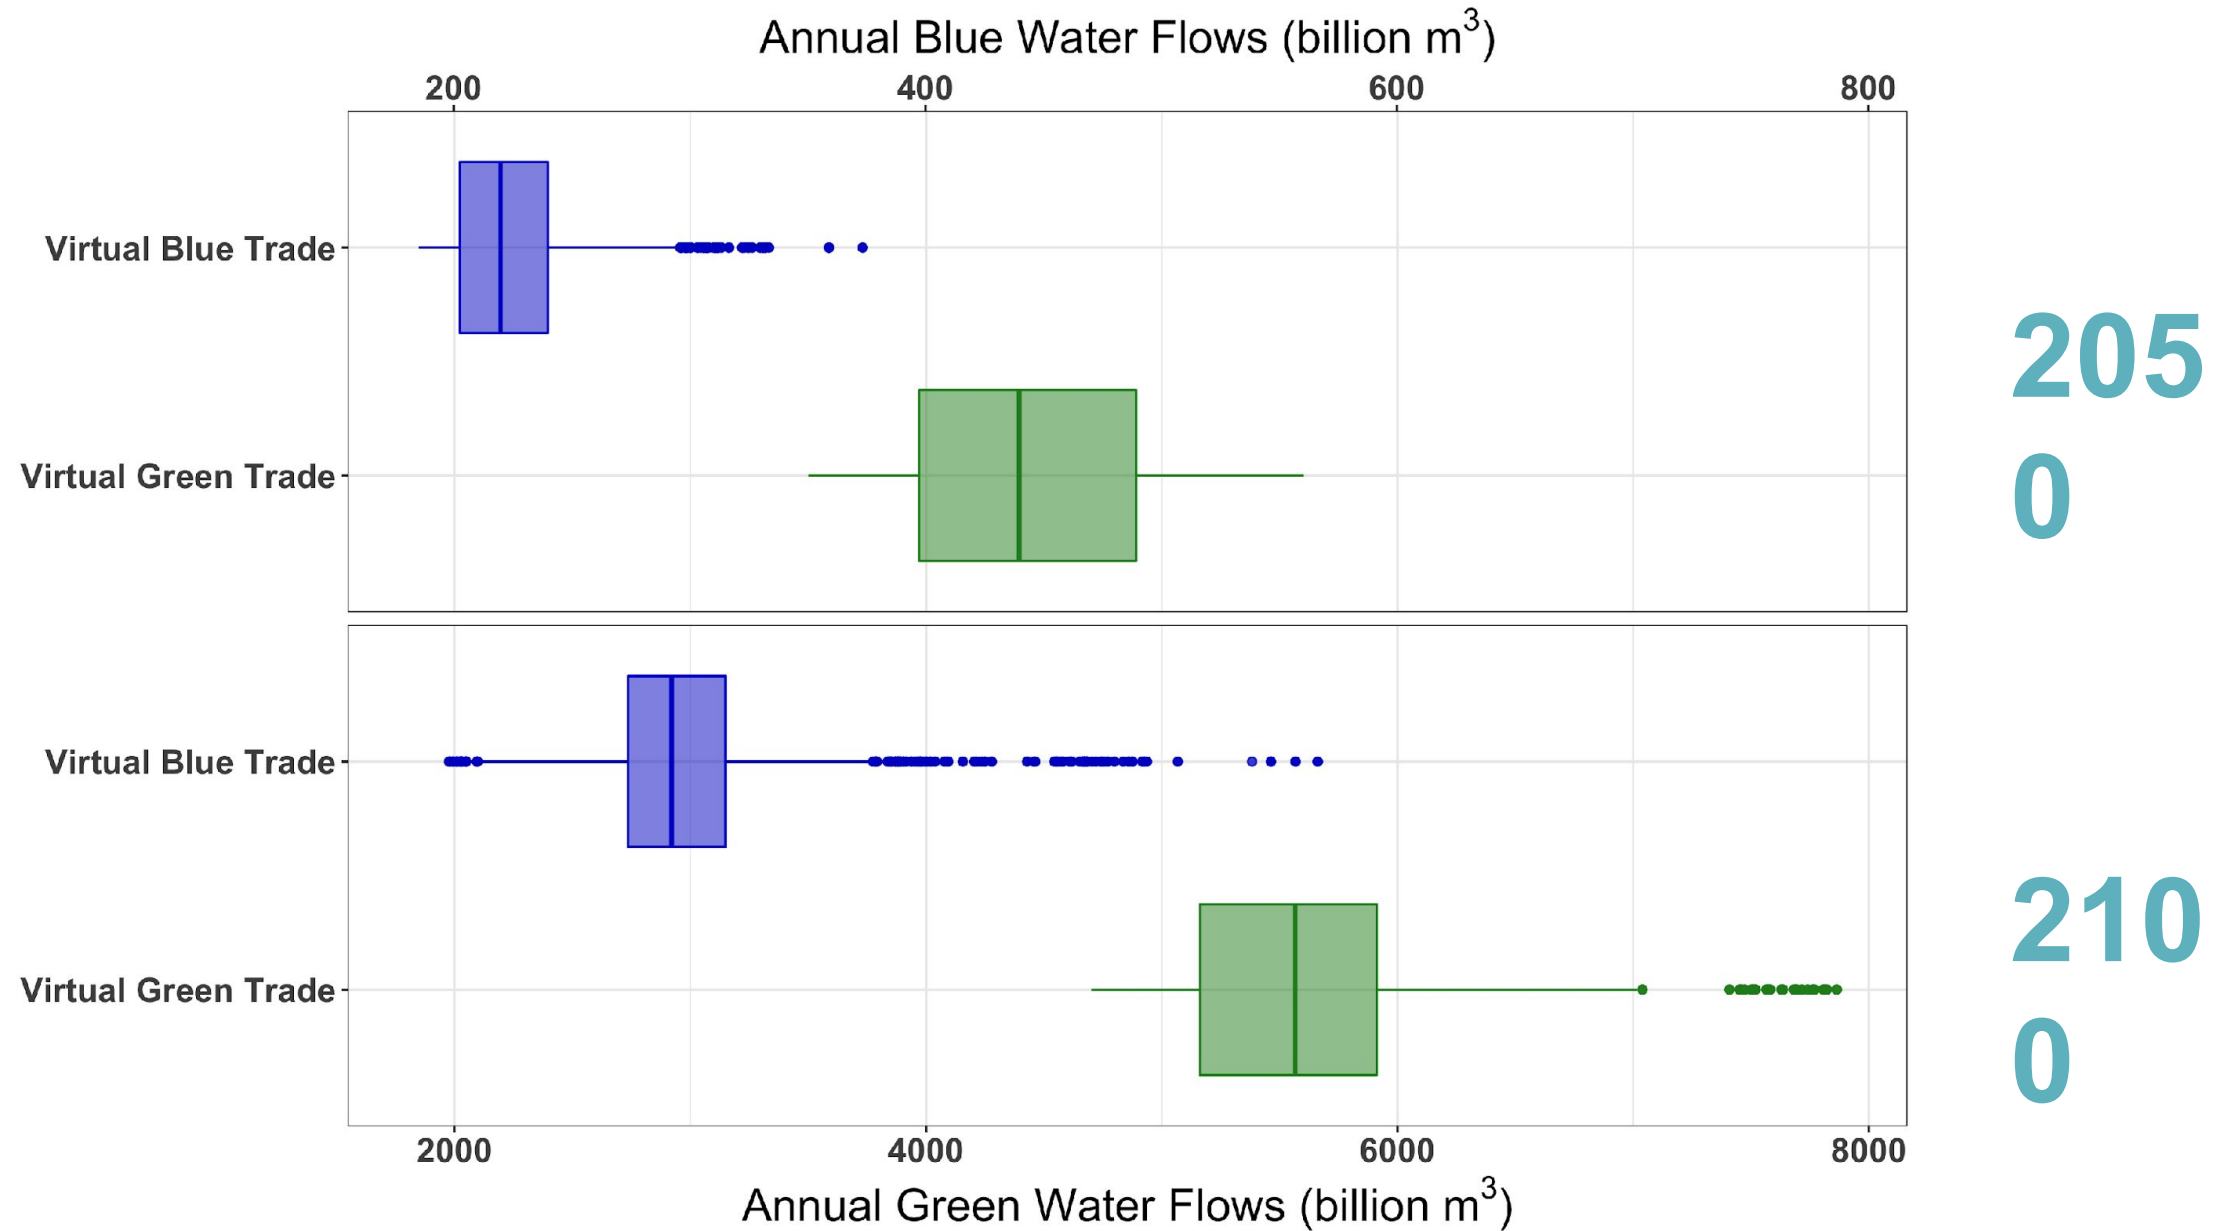 Annual Blue Water Flows (billion m³)
200 400 600 800
Virtual Blue Trade
Virtual Green Trade
205
0
Virtual Blue Trade
Virtual Green Trade
210
0
2000 4000 6000 8000
Annual Green Water Flows (billion m³)